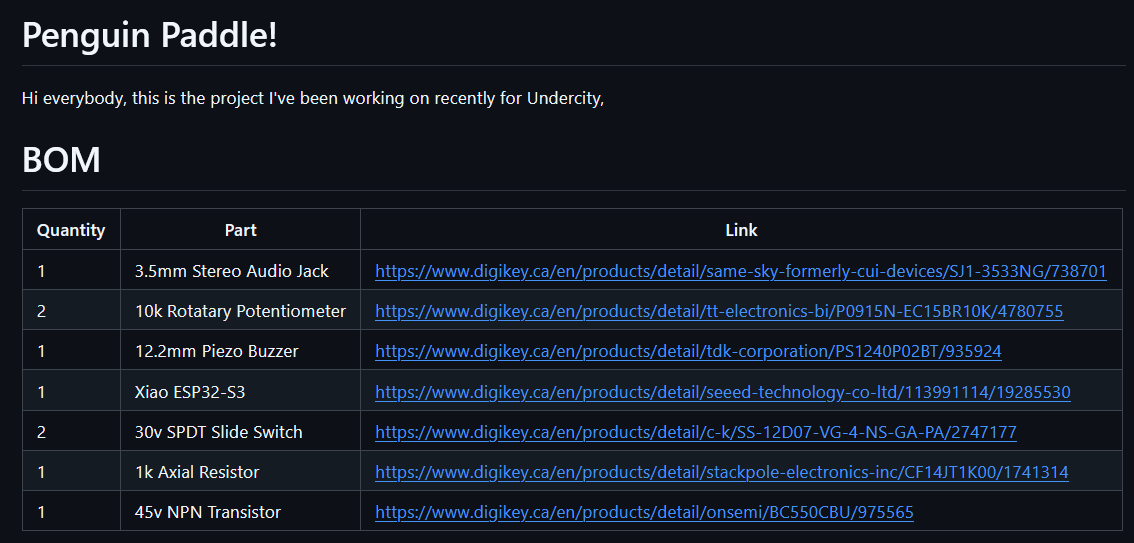 Penguin Paddle!
Hi everybody, this is the project I've been working on recently for Undercity,
BOM
Quantity Part Link
1 3.5mm Stereo Audio Jack https://www.digikey.ca/en/products/detail/same-sky-formerly-cui-devices/SJ1-3533NG/738701
2 10k Rotatary Potentiometer https://www.digikey.ca/en/products/detail/tt-electronics-bi/P0915N-EC15BR10K/4780755
1 12.2mm Piezo Buzzer https://www.digikey.ca/en/products/detail/tdk-corporation/PS1240P02BT/935924
1 Xiao ESP32-S3 https://www.digikey.ca/en/products/detail/seeed-technology-co-ltd/113991114/19285530
2 30v SPDT Slide Switch https://www.digikey.ca/en/products/detail/c-k/SS-12D07-VG-4-NS-GA-PA/2747177
1 1k Axial Resistor https://www.digikey.ca/en/products/detail/stackpole-electronics-inc/CF14JT1K00/1741314
1 45v NPN Transistor https://www.digikey.ca/en/products/detail/onsemi/BC550CBU/975565